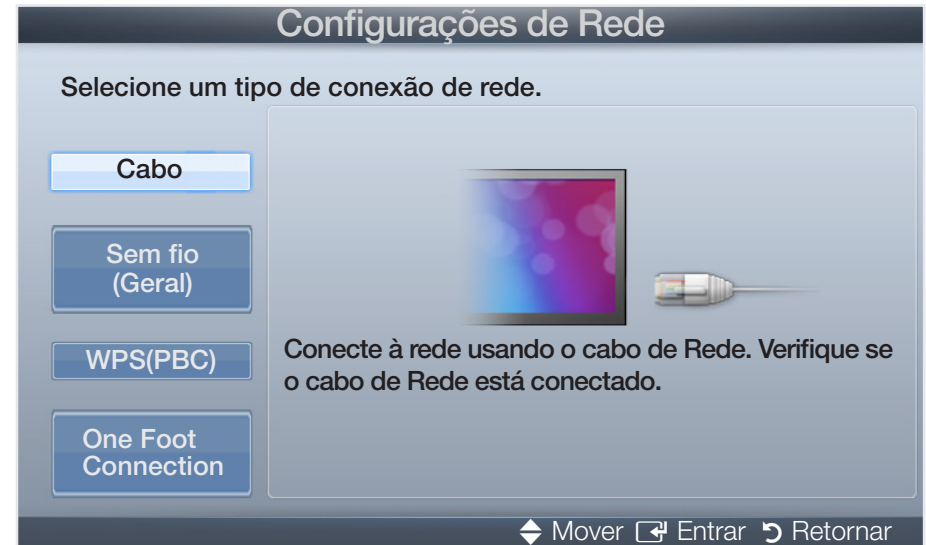 Configurações de Rede
Selecione um tipo de conexão de rede.
Cabo
Sem fio
(Geral)
WPS(PBC)
One Foot
Connection
Conecte à rede usando o cabo de Rede. Verifique se
o cabo de Rede está conectado.
Mover Entrar Retornar